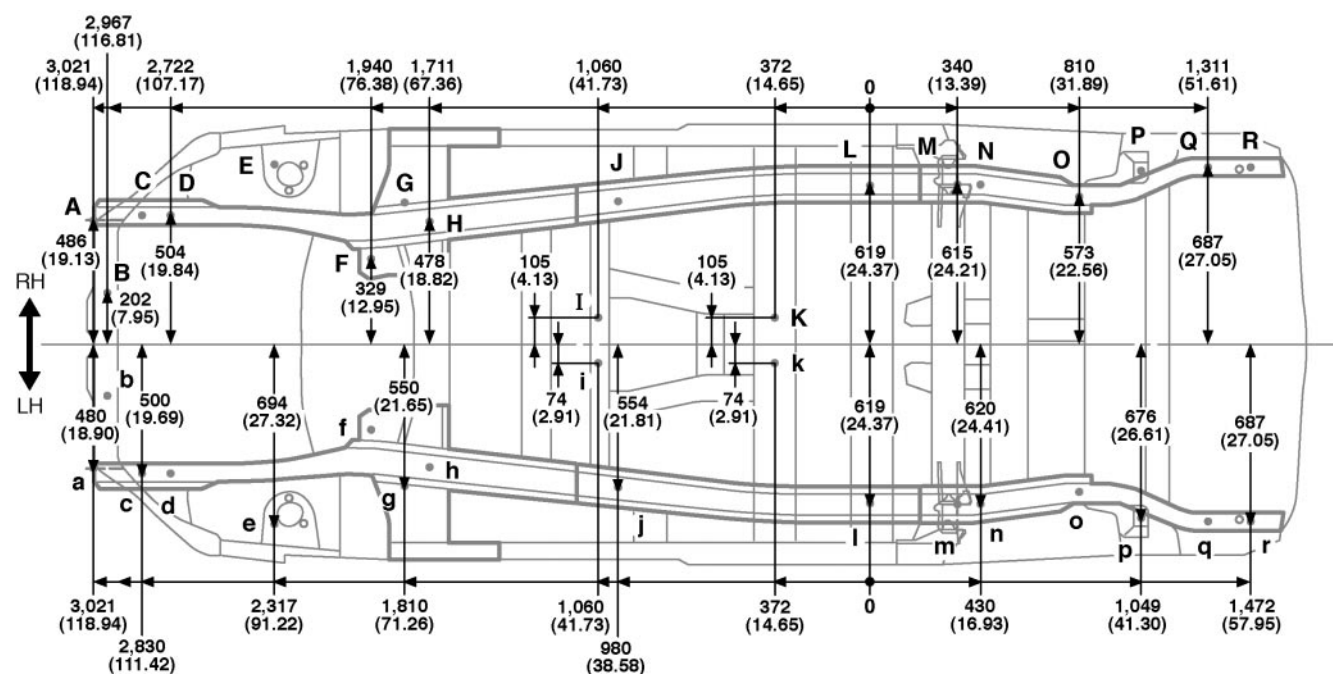 2,967
(116.81)
3,021
(118.94)
2,722
(107.17)
1,940
(76.38)
1,711
(67.36)
1,060
(41.73)
372
(14.65)
0
340
(13.39)
810
(31.89)
1,311
(51.61)
A
B
C
D
E
F
G
H
I
J
K
L
M
N
O
P
Q
R
486
(19.13)
202
(7.95)
504
(19.84)
329
(12.95)
478
(18.82)
105
(4.13)
105
(4.13)
619
(24.37)
615
(24.21)
573
(22.56)
687
(27.05)
RH
LH
480
(18.90)
500
(19.69)
694
(27.32)
550
(21.65)
74
(2.91)
554
(21.81)
74
(2.91)
619
(24.37)
620
(24.41)
676
(26.61)
687
(27.05)
a
b
c
d
e
f
g
h
i
j
k
l
m
n
o
p
q
r
3,021
(118.94)
2,830
(111.42)
2,317
(91.22)
1,810
(71.26)
1,060
(41.73)
980
(38.58)
372
(14.65)
0
430
(16.93)
1,049
(41.30)
1,472
(57.95)